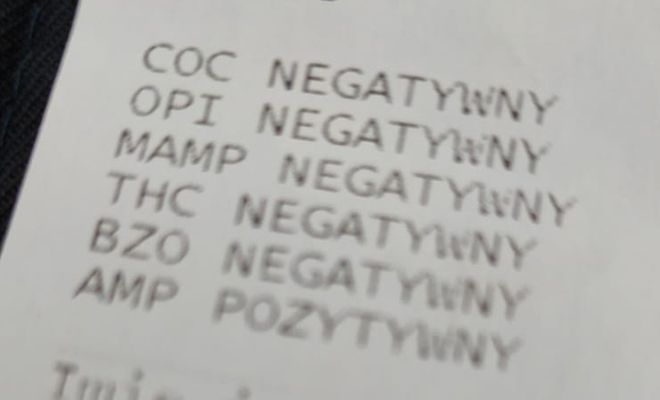 COC NEGATYWNY
OPI NEGATYWNY
MAMP NEGATYWNY
THC NEGATYWNY
BZO NEGATYWNY
AMP POZYTYWNY